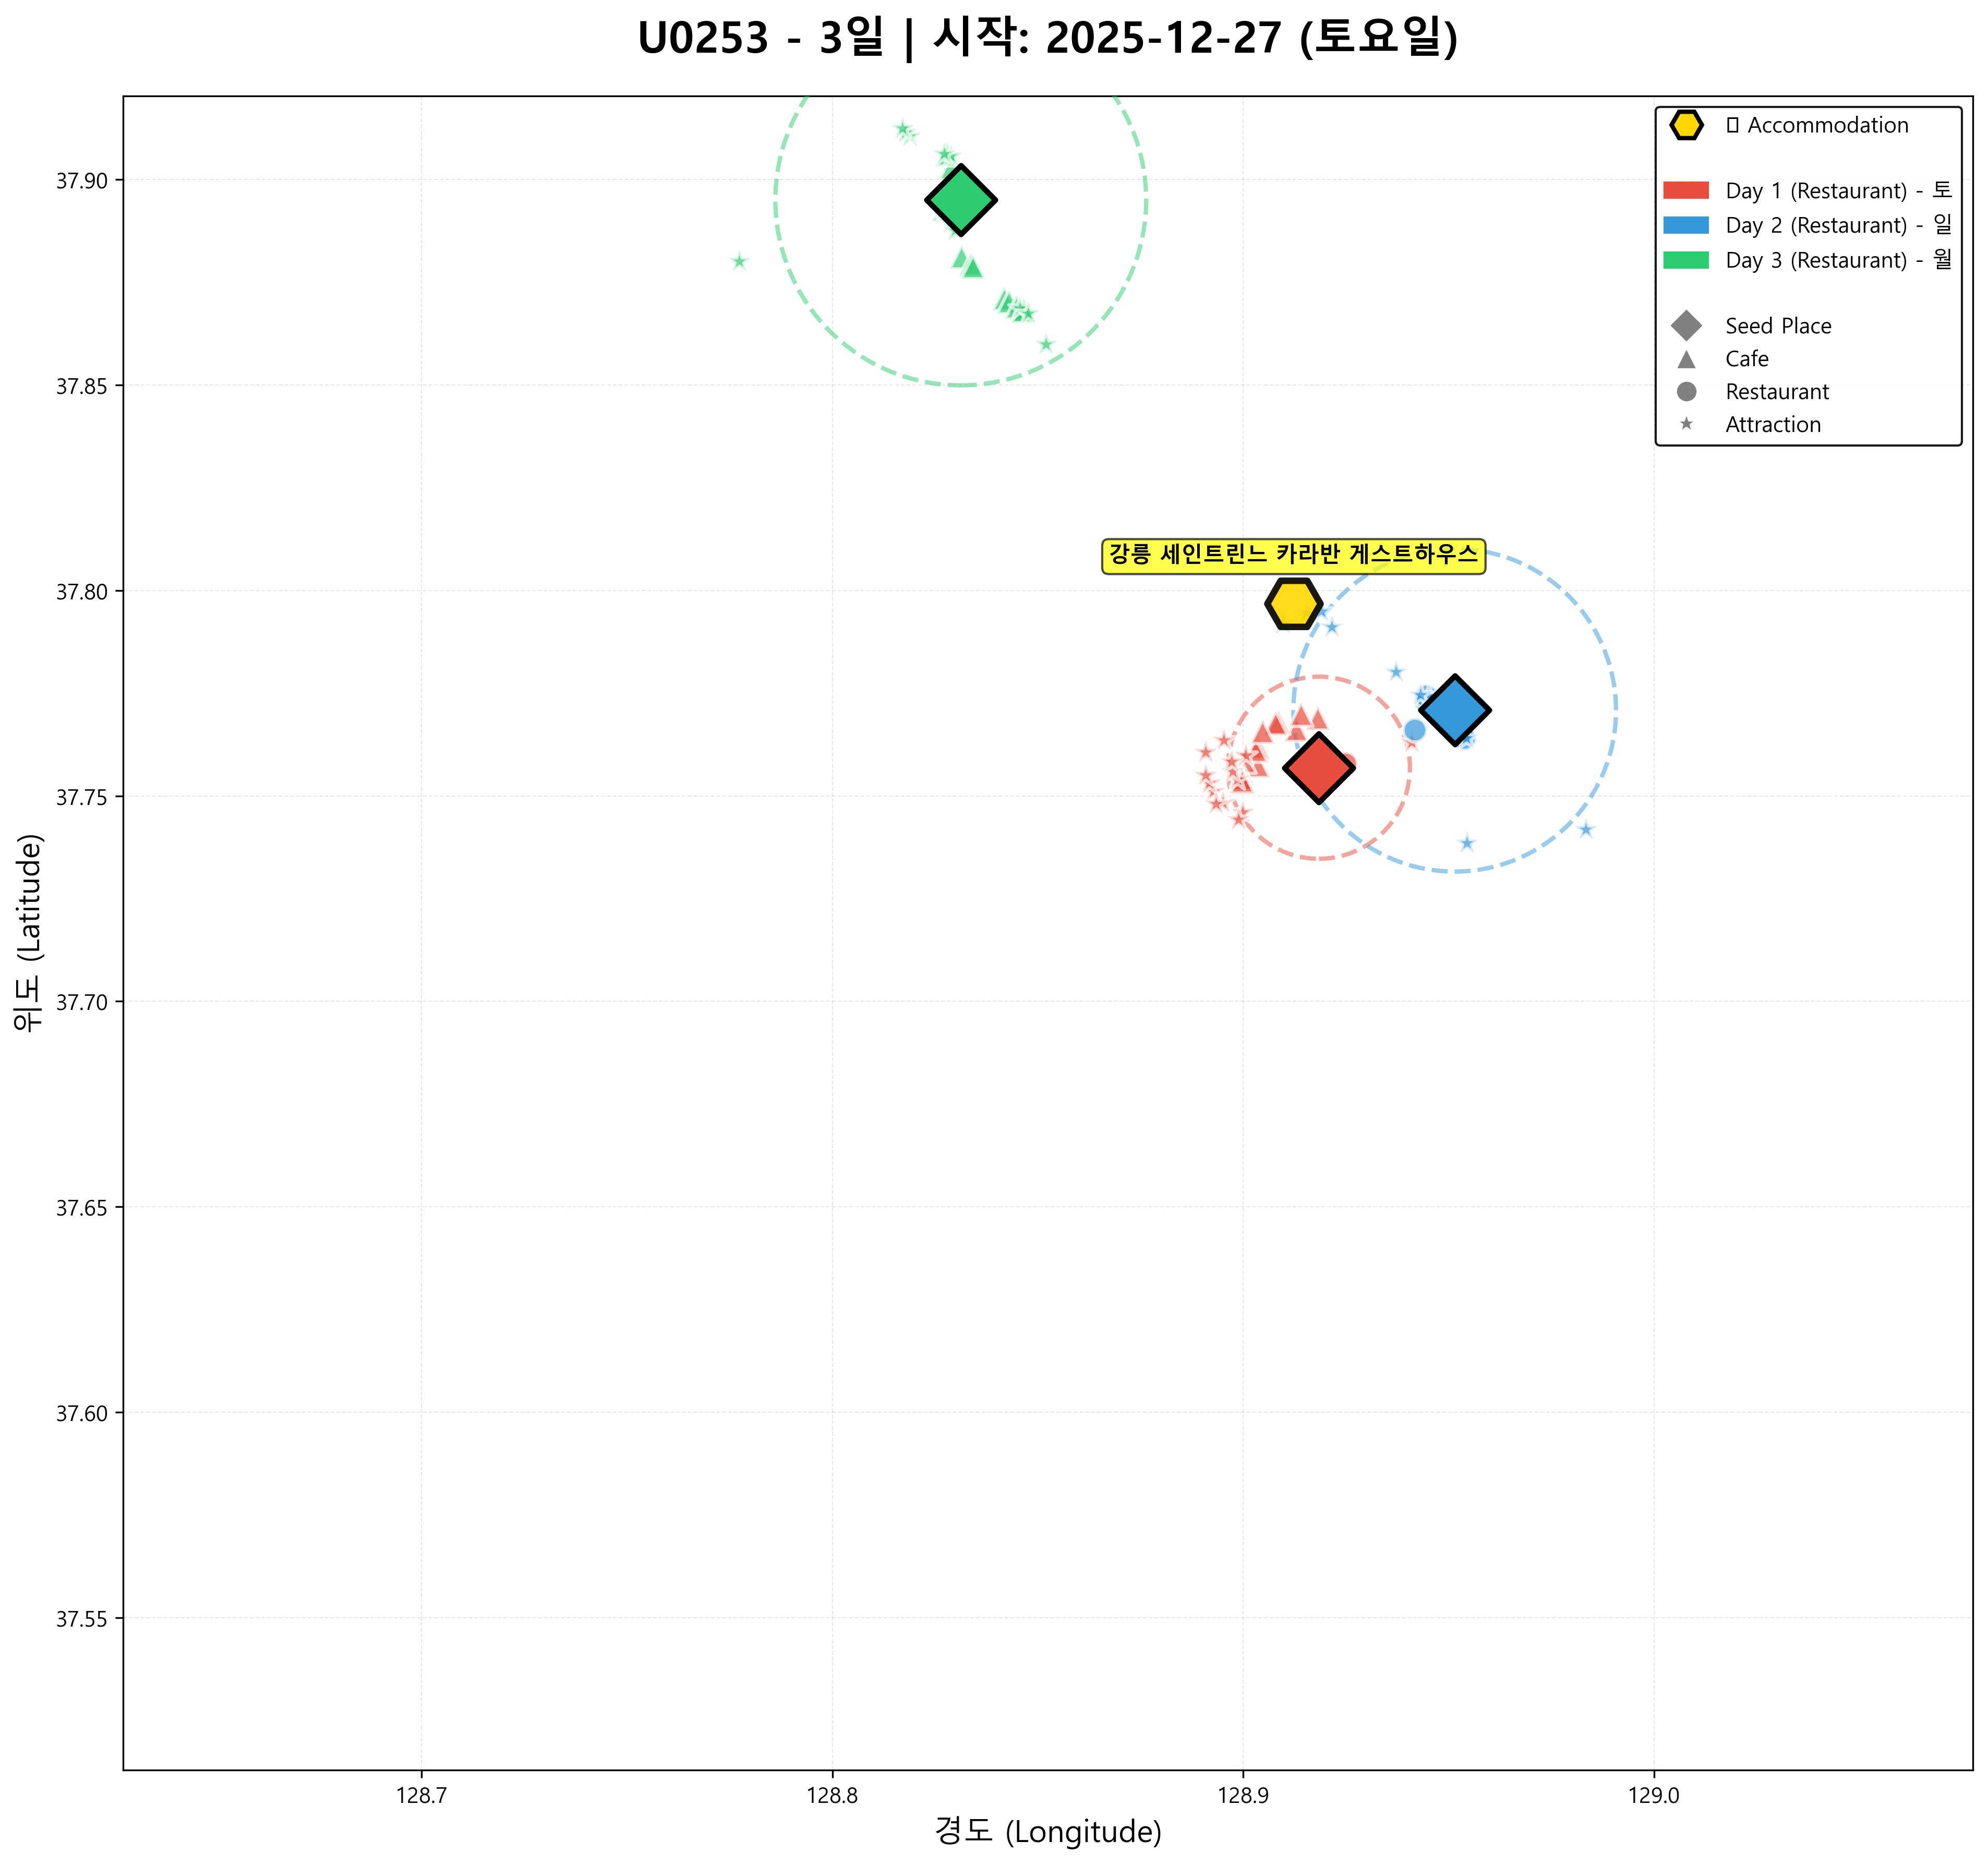 U0253 - 3일 | 시작: 2025-12-27 (토요일)
Accommodation
Day 1 (Restaurant) - 토
Day 2 (Restaurant) - 일
Day 3 (Restaurant) - 월
Seed Place
Cafe
Restaurant
Attraction
강릉 세인트린느 카라반 게스트하우스
위도 (Latitude)
37.90
37.85
37.80
37.75
37.70
37.65
37.60
37.55
128.7
128.8
128.9
129.0
경도 (Longitude)